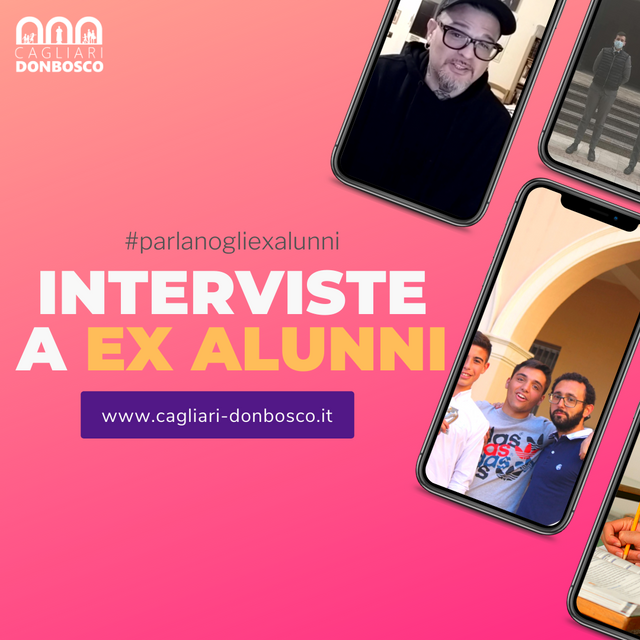 CAGLIARI
DONBOSCO
#parlanogliexalunni
INTERVISTE
A EX ALUNNI
www.cagliari-donbosco.it